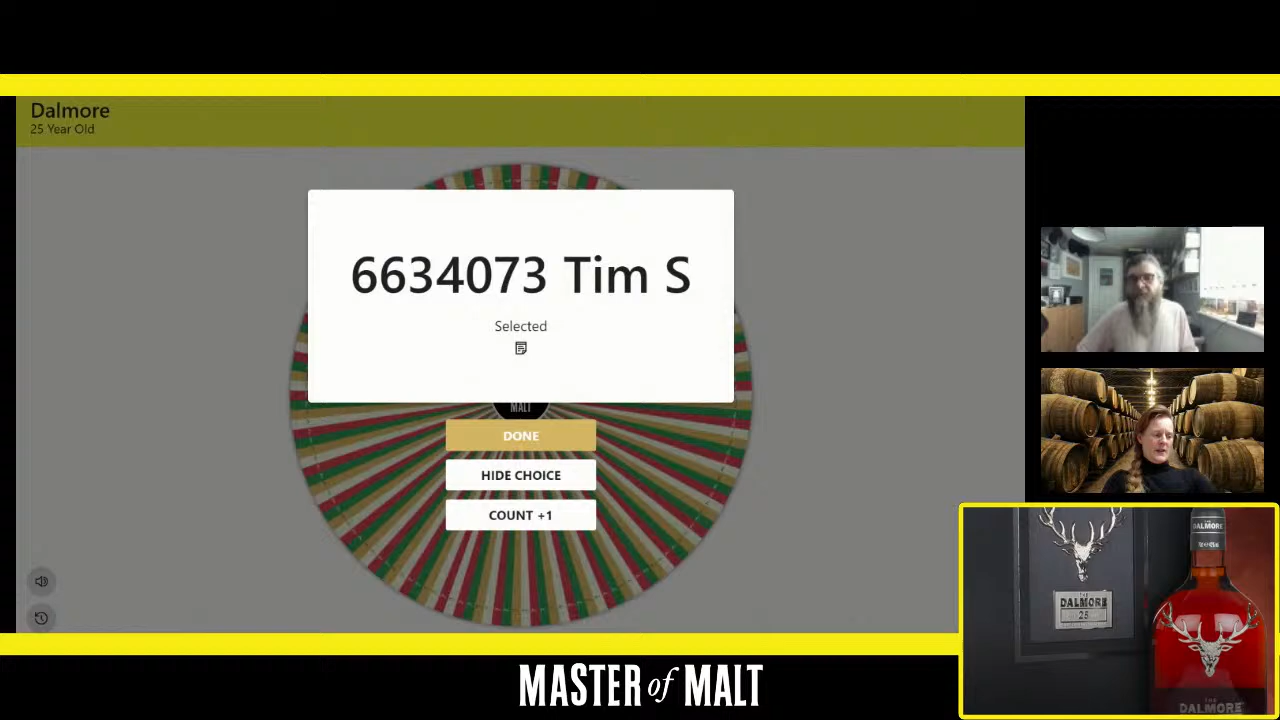 Dalmore
25 Year Old
6634073 Tim S
Selected
MALT
DONE
HIDE CHOICE
COUNT +1
DALMORE
THE
DALMORE
25
THE
DALMORE
MASTER of MALT